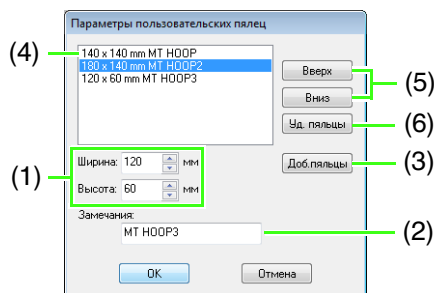 Параметры пользовательских пялец
(4)
140 x 140 mm MT HOOP
180 x 140 mm MT HOOP2
120 x 60 mm MT HOOP3
Вверх
Вниз
(5)
Уд. пяльцы
(6)
Доб.пяльцы
(3)
(1)
Ширина: 120 мм
Высота: 60 мм
Замечания:
MT HOOP3
(2)
OK
Отмена